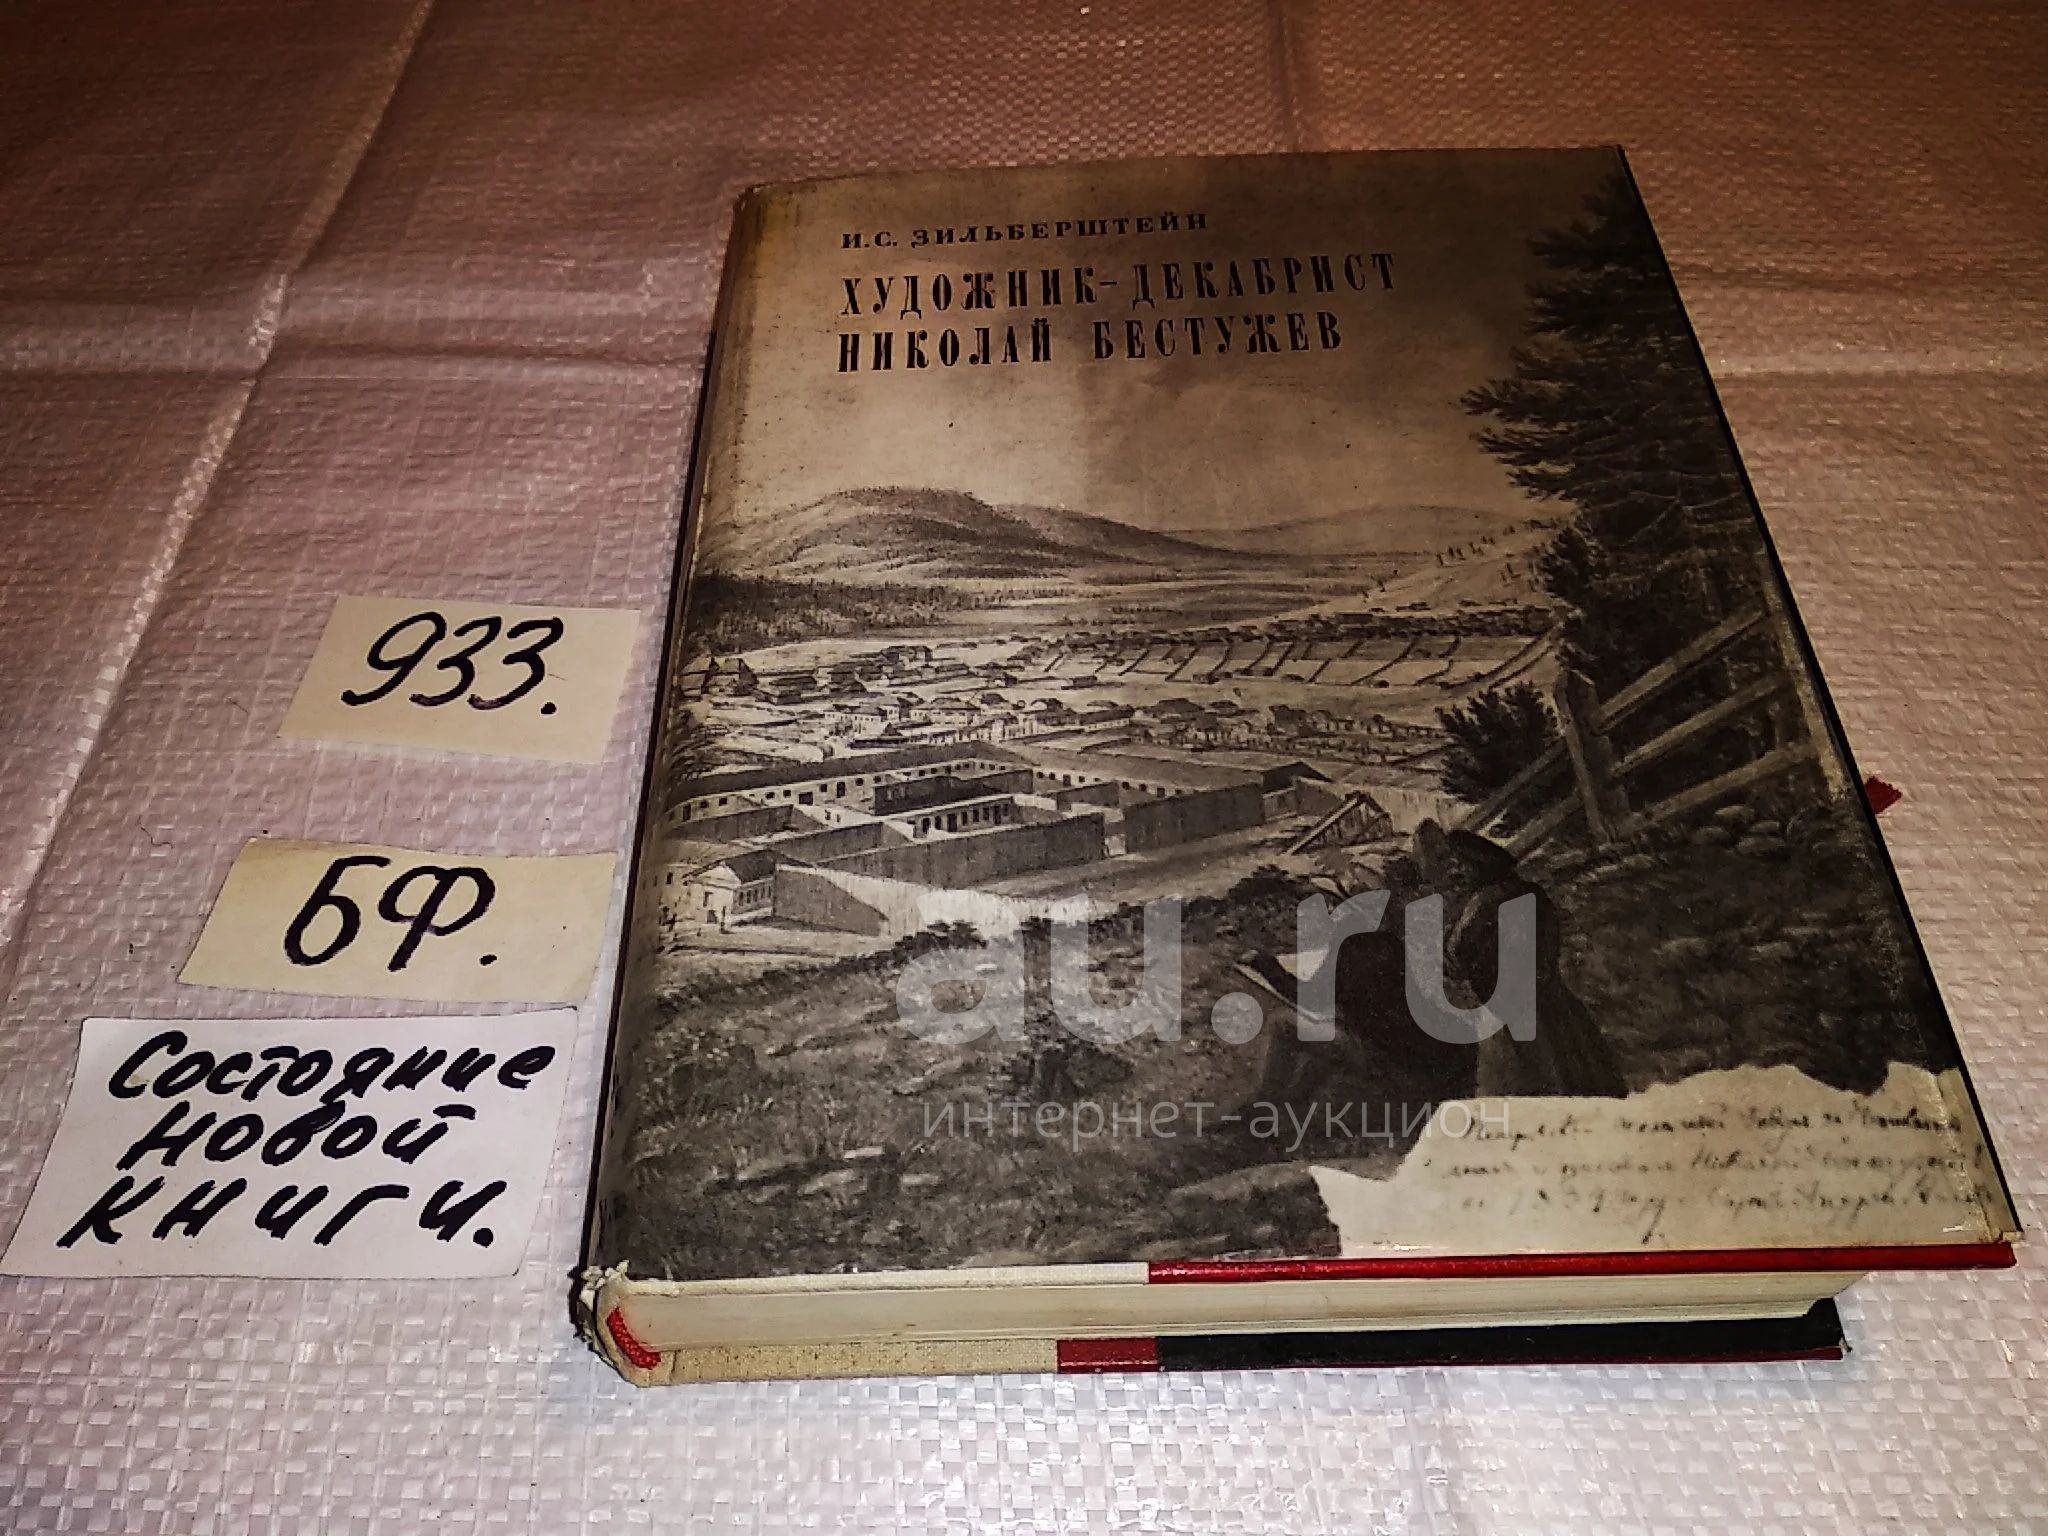 И.С. ЗИЛЬБЕРШТЕЙН
ХУДОЖНИК-ДЕКАБРИСТ
НИКОЛАЙ БЕСТУЖЕВ
933.
БФ.
Состояние
новой
книги.
au.ru
интернет-аукцион